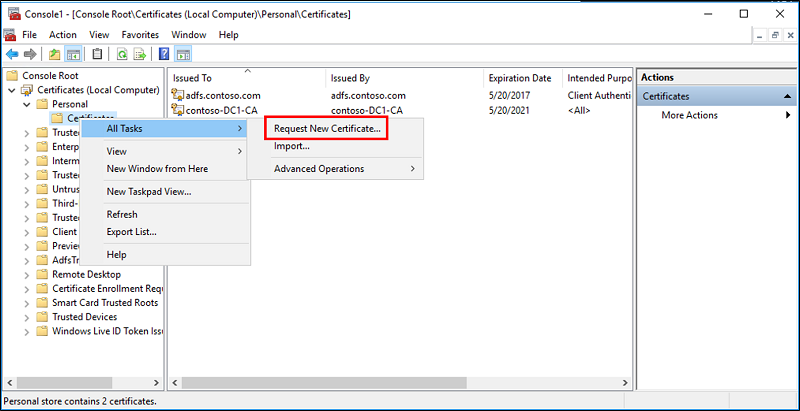 Console1 - [Console Root\Certificates (Local Computer)\Personal\Certificates]
File Action View Favorites Window Help
Console Root
Certificates (Local Computer)
Personal
Certificates
Trusted
Enterp
Interm
Trusted
Untrus
Third-
Trusted
Client
Preview
AdfsTr
Remote Desktop
Certificate Enrollment Requ
Smart Card Trusted Roots
Trusted Devices
Windows Live ID Token Issu
Issued To Issued By Expiration Date Intended Purpo
adfs.contoso.com adfs.contoso.com 5/20/2017 Client Authenti
contoso-DC1-CA contoso-DC1-CA 5/20/2021 <All>
All Tasks
View
New Window from Here
New Taskpad View...
Refresh
Export List...
Help
Request New Certificate...
Import...
Advanced Operations
Actions
Certificates
More Actions
Personal store contains 2 certificates.